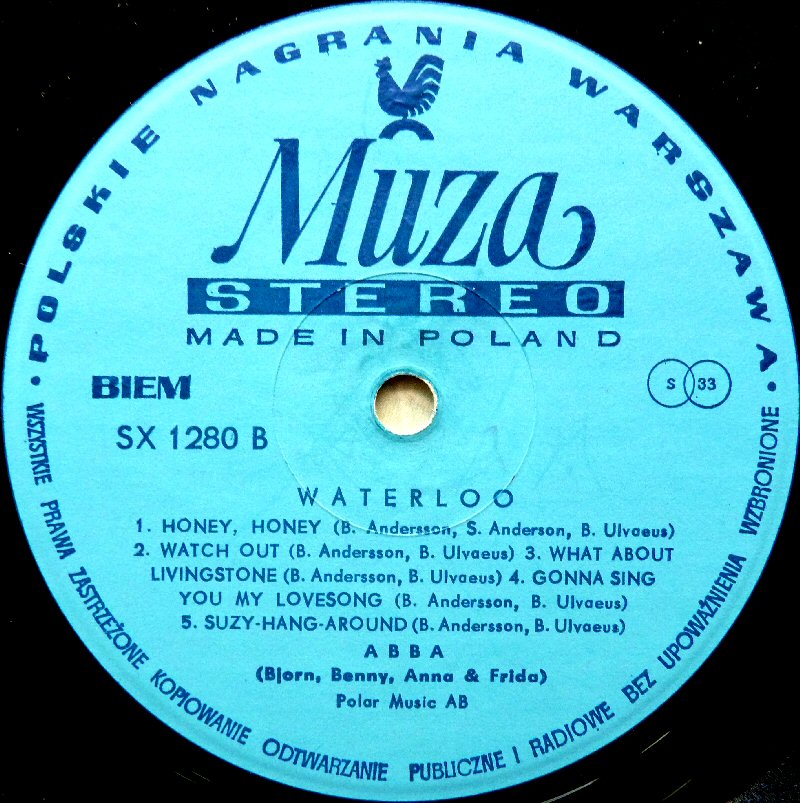 • POLSKIE NAGRANIA WARSZAWA •
Muza
STEREO
MADE IN POLAND
BIEM
S 33
SX 1280 B
WATERLOO
1. HONEY, HONEY (B. Andersson, S. Anderson, B. Ulvaeus)
2. WATCH OUT (B. Andersson, B. Ulvaeus) 3. WHAT ABOUT
LIVINGSTONE (B. Andersson, B. Ulvaeus) 4. GONNA SING
YOU MY LOVESONG (B. Andersson, B. Ulvaeus)
5. SUZY-HANG-AROUND (B. Andersson, B. Ulvaeus)
ABBA
(Bjorn, Benny, Anna & Frida)
Polar Music AB
WSZYSTKIE PRAWA ZASTRZEŻONE KOPIOWANIE ODTWARZANIE PUBLICZNE I RADIOWE BEZ UPOWAŻNIENIA WZBRONIONE